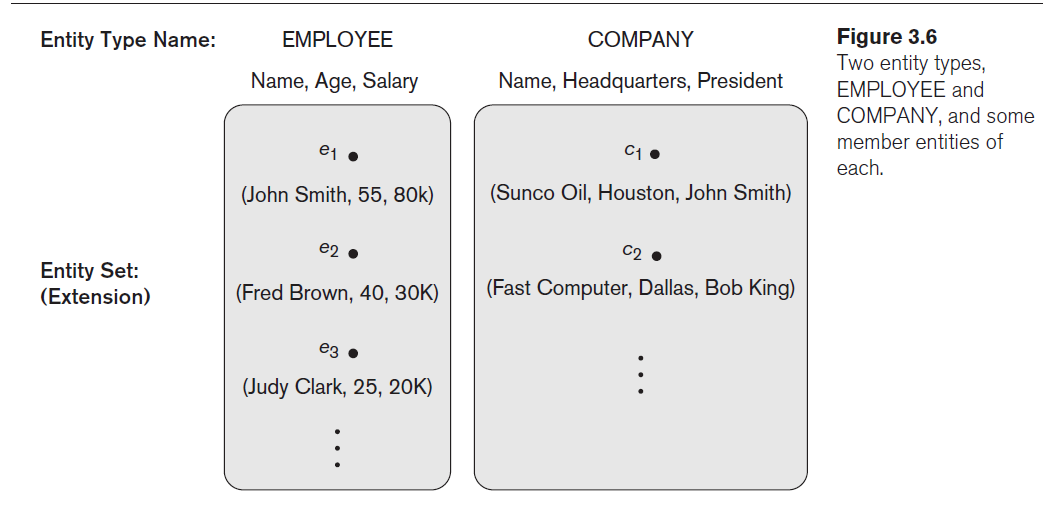 Entity Type Name:
EMPLOYEE
COMPANY
Name, Age, Salary
Name, Headquarters, President
e1
(John Smith, 55, 80k)
e2
(Fred Brown, 40, 30K)
e3
(Judy Clark, 25, 20K)
c1
(Sunco Oil, Houston, John Smith)
c2
(Fast Computer, Dallas, Bob King)
Entity Set:
(Extension)
Figure 3.6
Two entity types,
EMPLOYEE and
COMPANY, and some
member entities of
each.